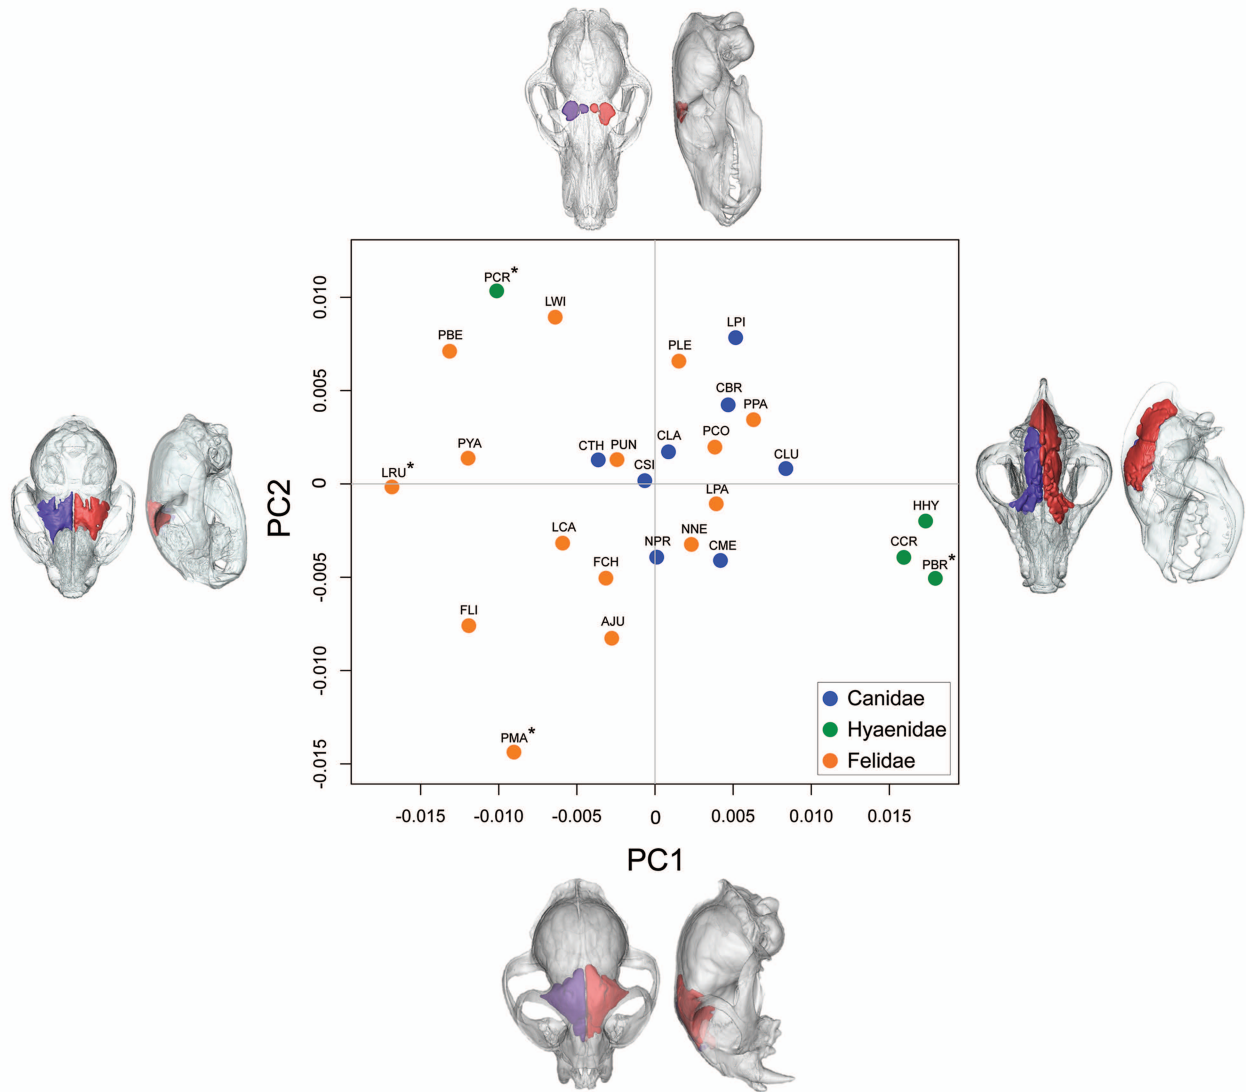 PCR*
LWI
PBE
LPI
PLE
CBR
PPA
PCO
CLA
CTH
PUN
CSI
CLU
PYA
LRU*
LPA
HHY
LCA
NPR
NNE
CME
CCR
PBR*
FCH
FLI
AJU
PMA*
0.010
0.005
0
-0.005
-0.010
-0.015
PC2
Canidae
Hyaenidae
Felidae
-0.015 -0.010 -0.005 0 0.005 0.010 0.015
PC1